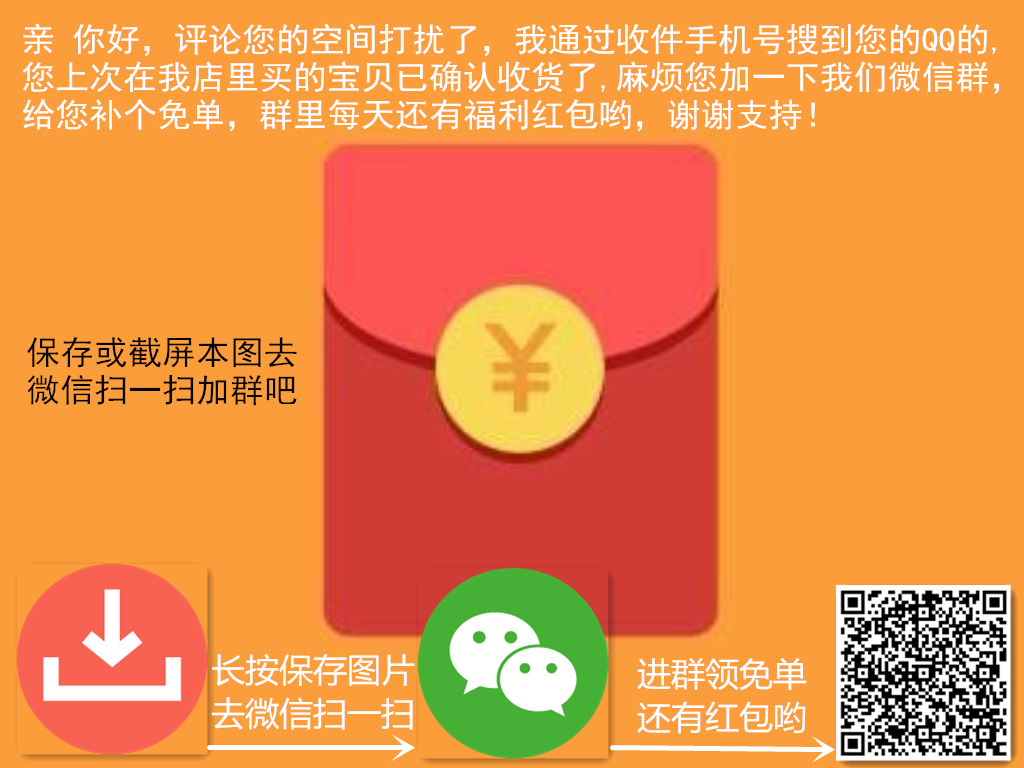 亲 你好，评论您的空间打扰了，我通过收件手机号搜到您的QQ的，
您上次在我店里买的宝贝已确认收货了，麻烦您加一下我们微信群，
给您补个免单，群里每天还有福利红包哟，谢谢支持！
保存或截屏本图去
微信扫一扫加群吧
¥
长按保存图片
去微信扫一扫
进群领免单
还有红包哟